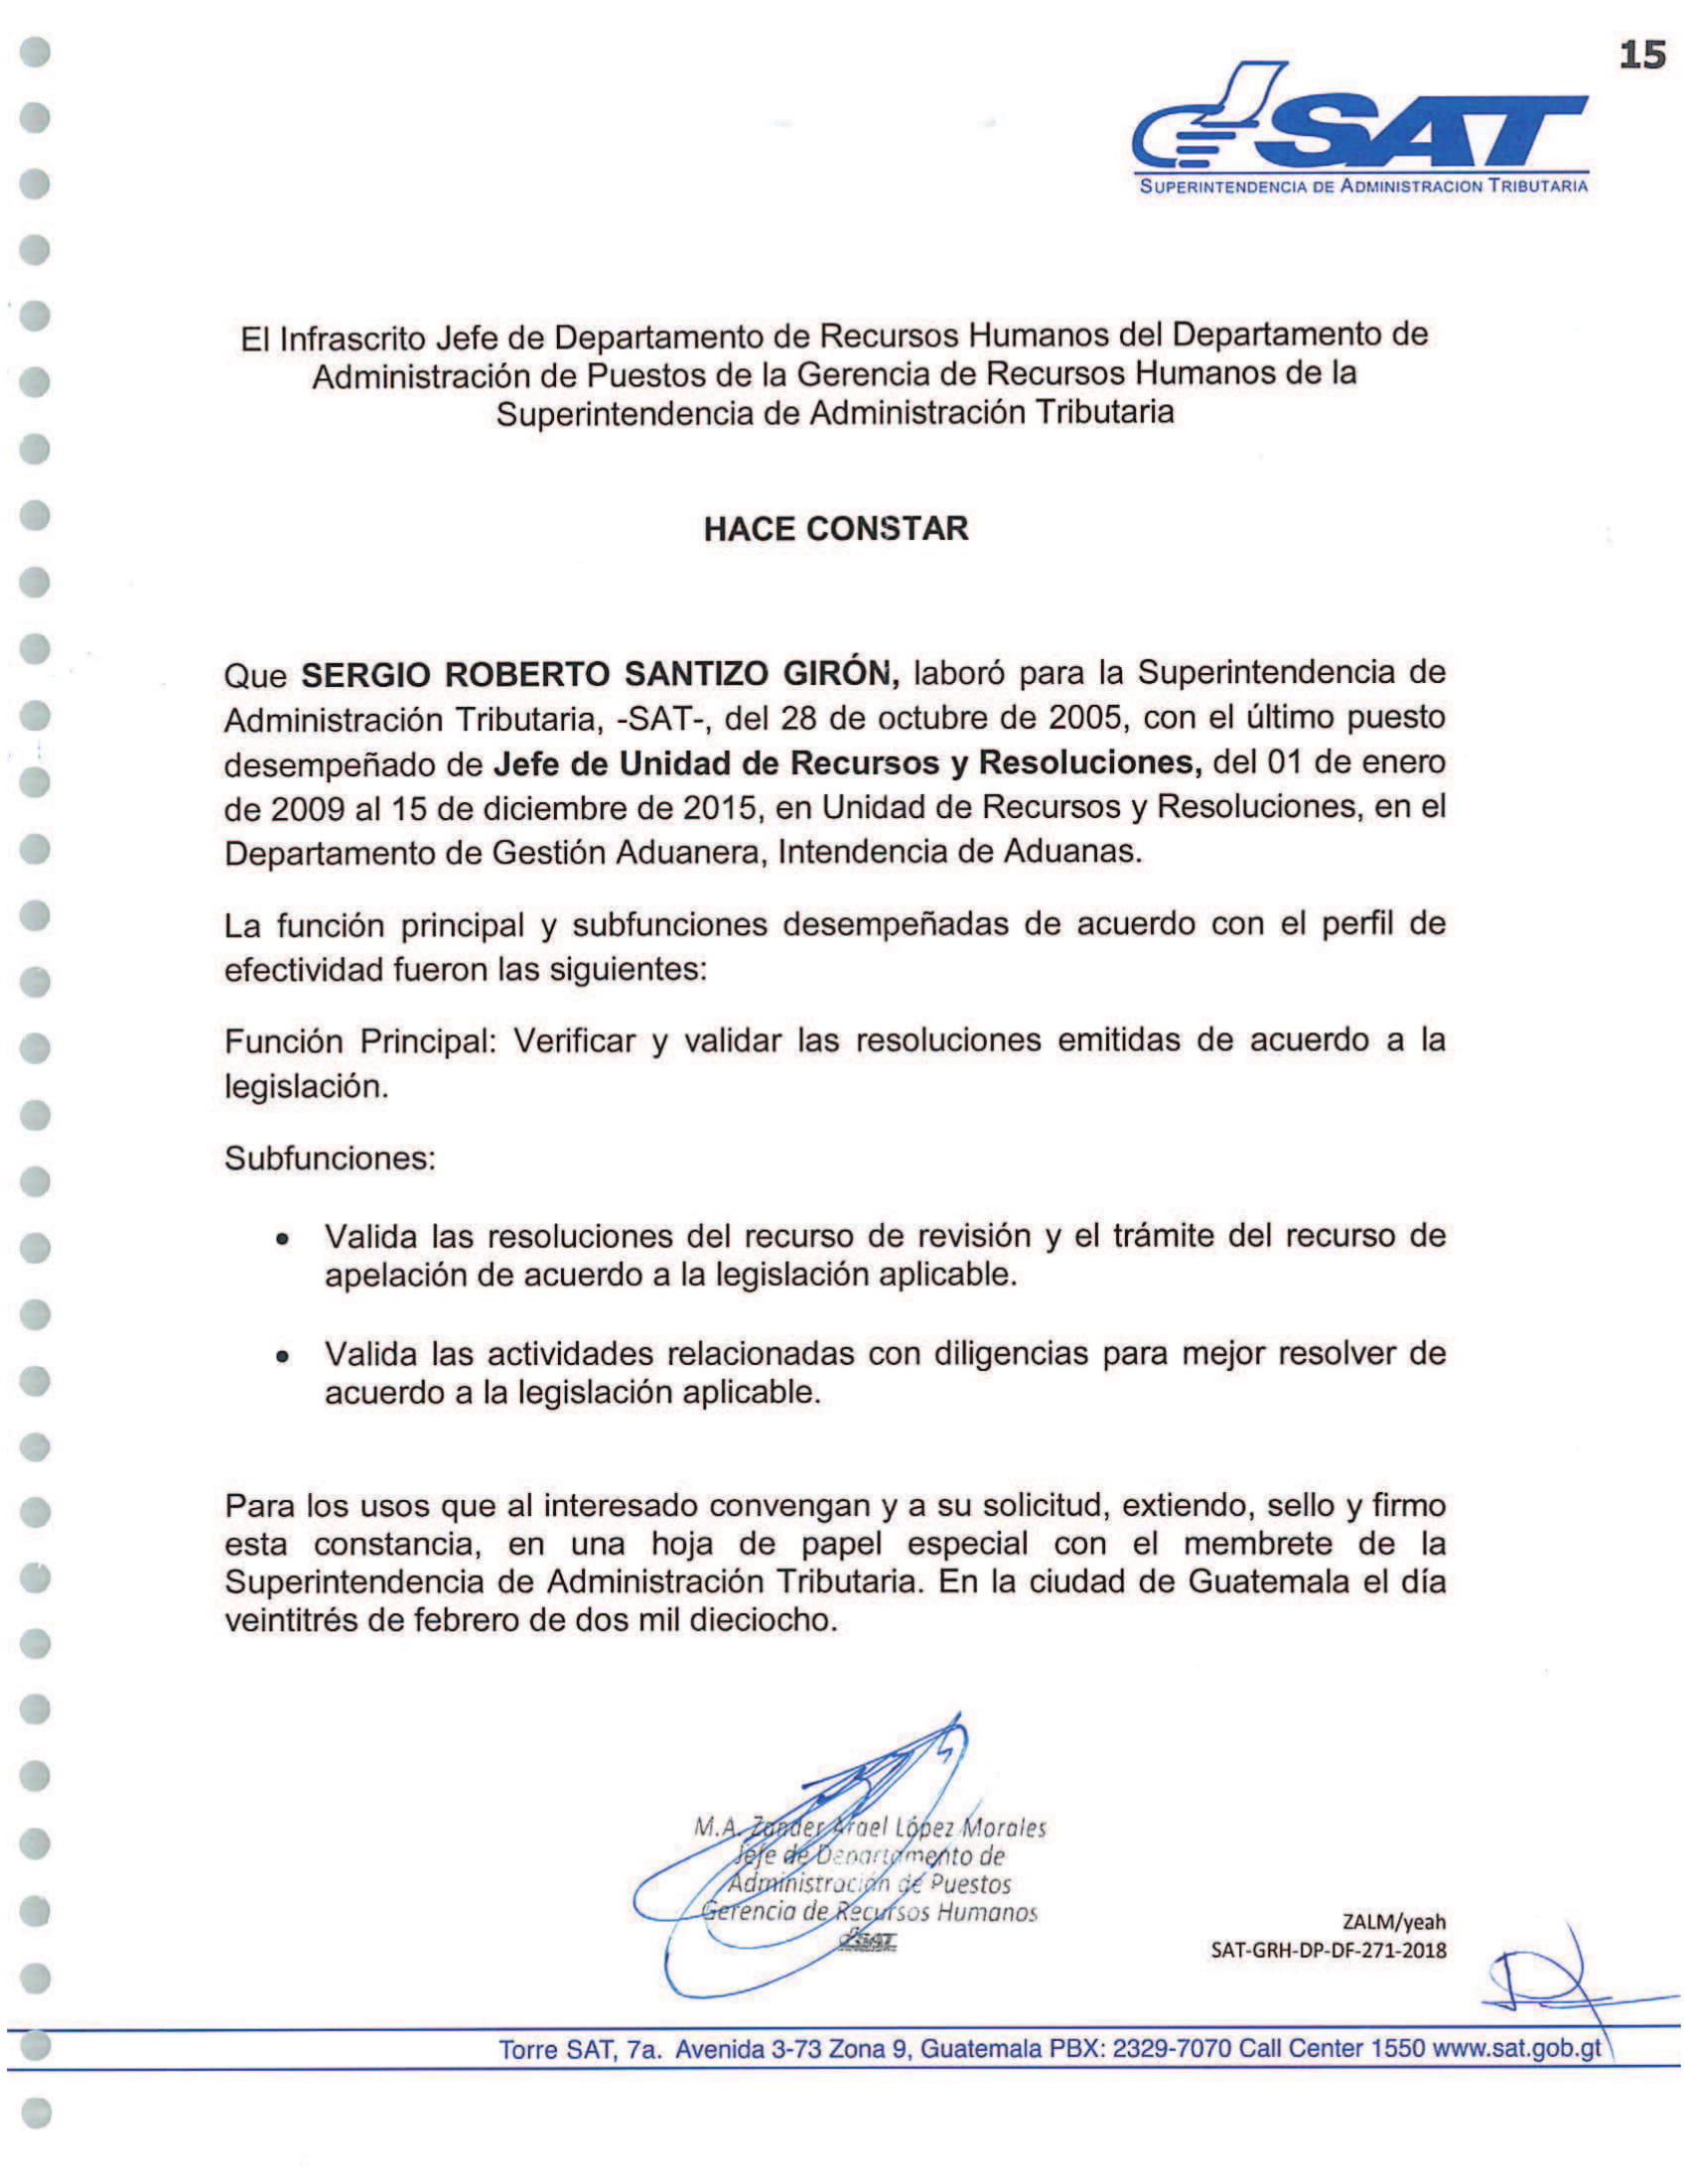 15
SAT
SUPERINTENDENCIA DE ADMINISTRACION TRIBUTARIA
El Infrascrito Jefe de Departamento de Recursos Humanos del Departamento de
Administración de Puestos de la Gerencia de Recursos Humanos de la
Superintendencia de Administración Tributaria
HACE CONSTAR
Que SERGIO ROBERTO SANTIZO GIRÓN, laboró para la Superintendencia de
Administración Tributaria, -SAT-, del 28 de octubre de 2005, con el último puesto
desempeñado de Jefe de Unidad de Recursos y Resoluciones, del 01 de enero
de 2009 al 15 de diciembre de 2015, en Unidad de Recursos y Resoluciones, en el
Departamento de Gestión Aduanera, Intendencia de Aduanas.
La función principal y subfunciones desempeñadas de acuerdo con el perfil de
efectividad fueron las siguientes:
Función Principal: Verificar y validar las resoluciones emitidas de acuerdo a la
legislación.
Subfunciones:
• Valida las resoluciones del recurso de revisión y el trámite del recurso de
apelación de acuerdo a la legislación aplicable.
• Valida las actividades relacionadas con diligencias para mejor resolver de
acuerdo a la legislación aplicable.
Para los usos que al interesado convengan y a su solicitud, extiendo, sello y firmo
esta constancia, en una hoja de papel especial con el membrete de la
Superintendencia de Administración Tributaria. En la ciudad de Guatemala el día
veintitrés de febrero de dos mil dieciocho.
M.A. Zander López Morales
Jefe de Departamento de
Administración de Puestos
Gerencia de Recursos Humanos
SAT
ZALM/yeah
SAT-GRH-DP-DF-271-2018
Torre SAT, 7a. Avenida 3-73 Zona 9, Guatemala PBX: 2329-7070 Call Center 1550 www.sat.gob.gt